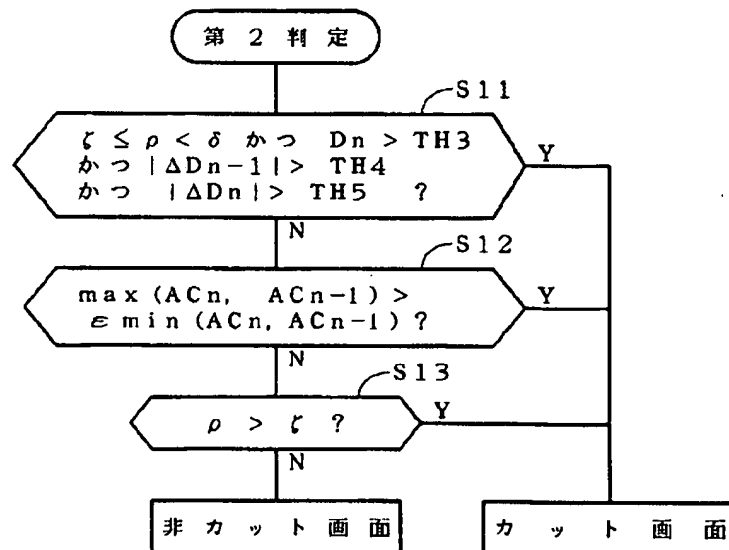 第2判定
S11
ζ ≤ ρ < δ かつ Dn > TH3
かつ |ΔDn-1| > TH4
かつ |ΔDn| > TH5 ?
Y
N
S12
max (ACn, ACn-1) >
ε min (ACn, ACn-1) ?
Y
N
S13
ρ > ζ ?
Y
N
非カット画面
カット画面